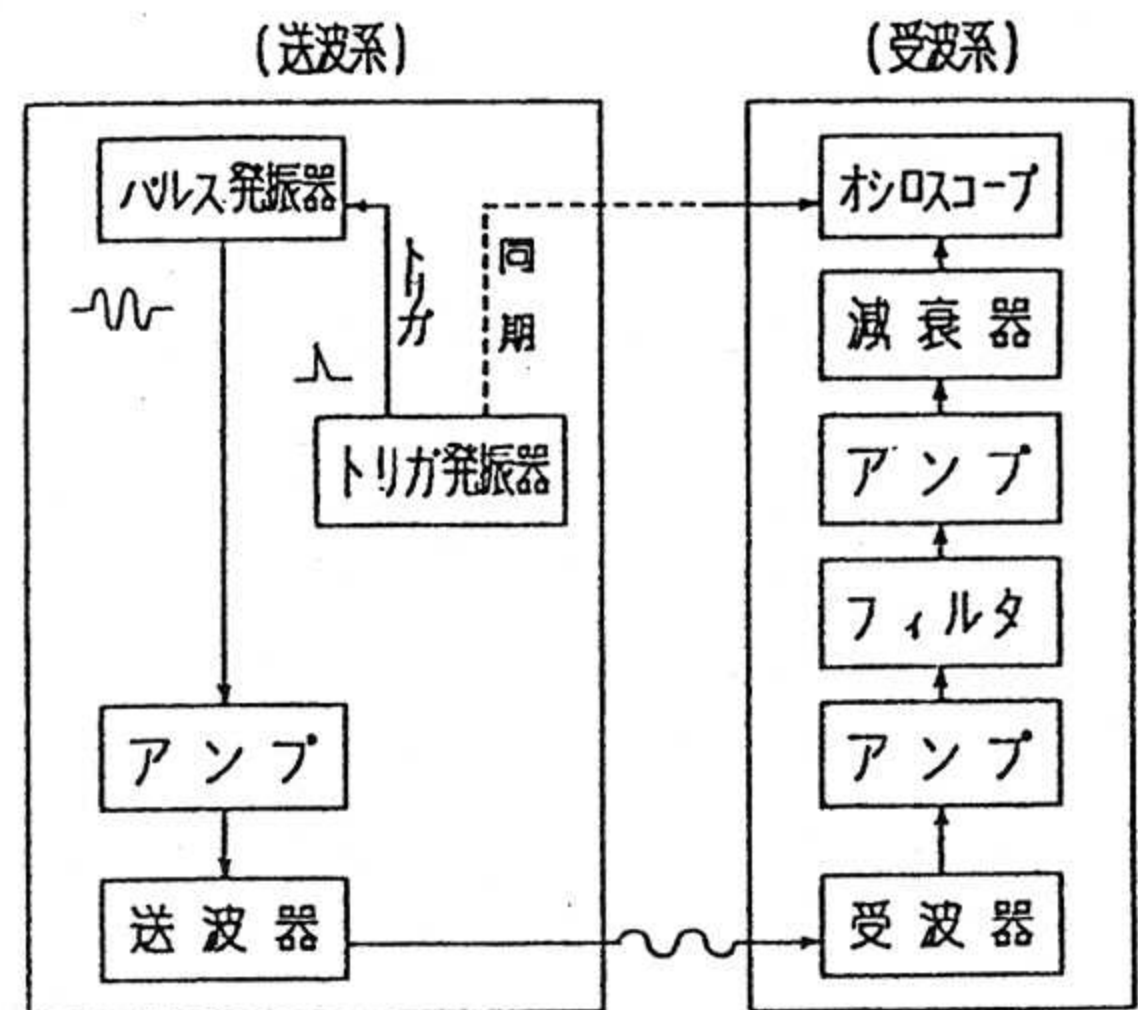 (送波系)
パルス発振器
トリガ
同期
トリガ発振器
アンプ
送波器
(受波系)
オシロスコープ
減衰器
アンプ
フィルタ
アンプ
受波器